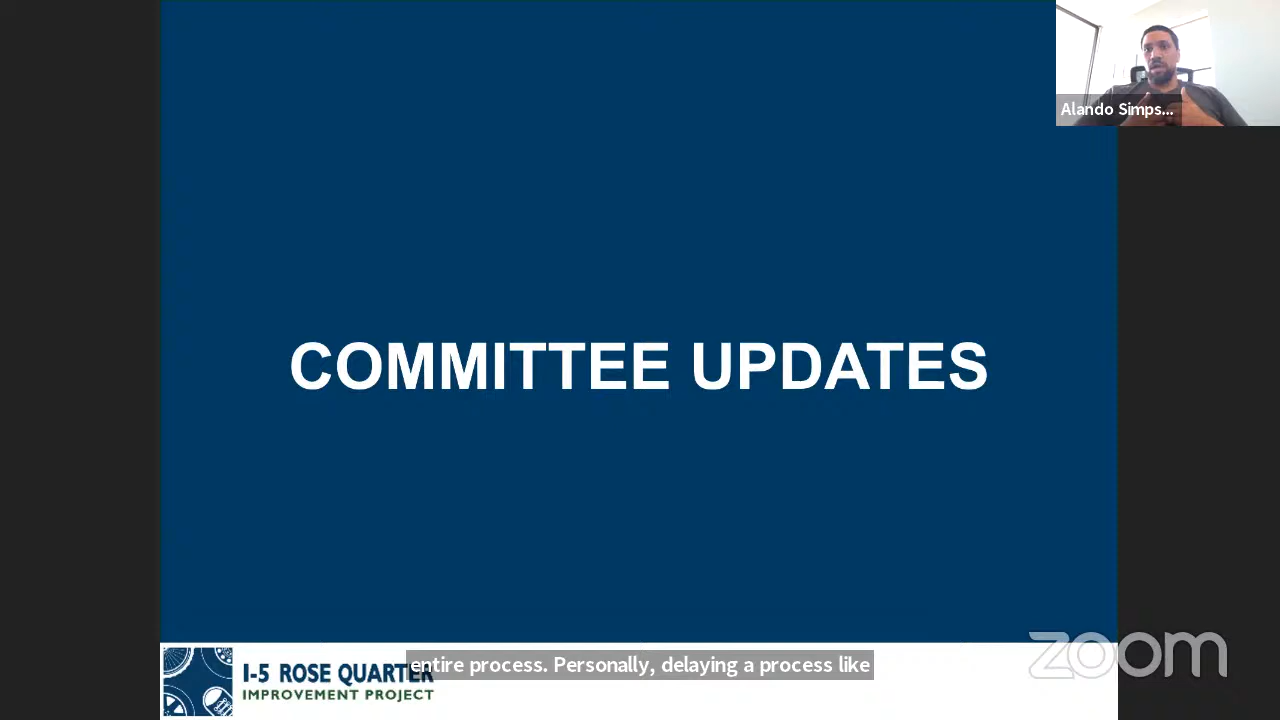 Alando Simps...
COMMITTEE UPDATES
I-5 ROSE QUARTER
IMPROVEMENT PROJECT
entire process. Personally, delaying a process like
zoom